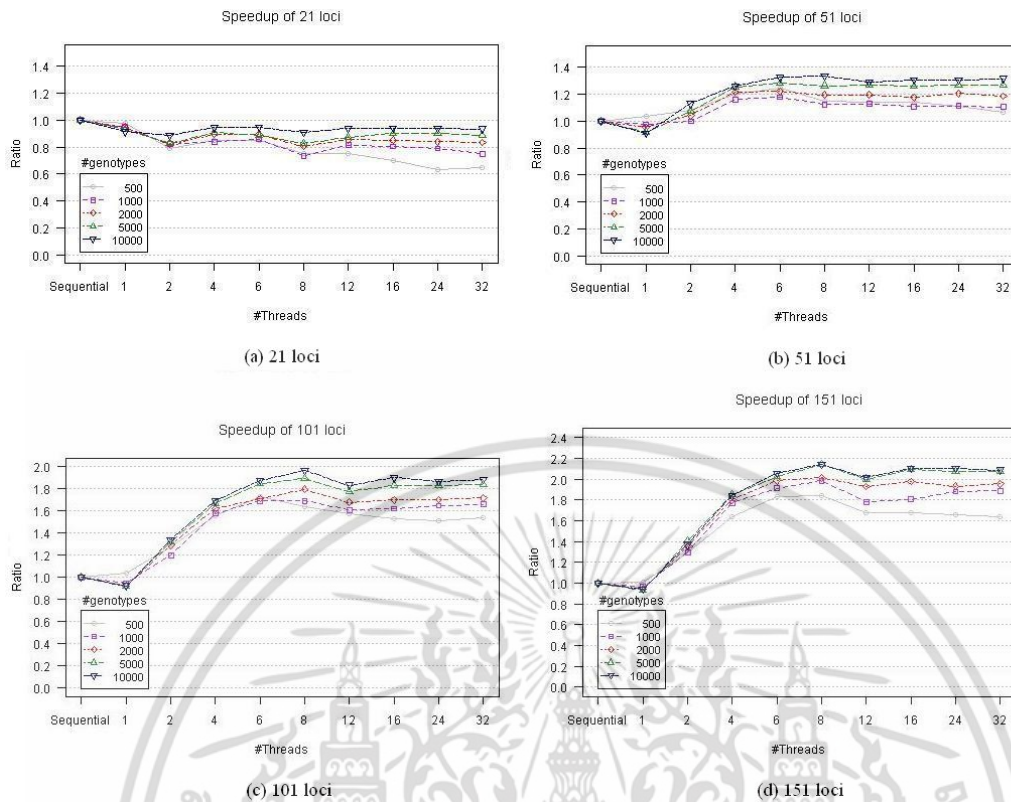 Speedup of 21 loci
Ratio
1.4
1.2
1.0
0.8
0.6
0.4
0.2
0.0
#genotypes
500
1000
2000
5000
10000
Sequential 1 2 4 6 8 12 16 24 32
#Threads
(a) 21 loci
Speedup of 51 loci
Ratio
1.4
1.2
1.0
0.8
0.6
0.4
0.2
0.0
#genotypes
500
1000
2000
5000
10000
Sequential 1 2 4 6 8 12 16 24 32
#Threads
(b) 51 loci
Speedup of 101 loci
Ratio
2.0
1.8
1.6
1.4
1.2
1.0
0.8
0.6
0.4
0.2
0.0
#genotypes
500
1000
2000
5000
10000
Sequential 1 2 4 6 8 12 16 24 32
#Threads
(c) 101 loci
Speedup of 151 loci
Ratio
2.4
2.2
2.0
1.8
1.6
1.4
1.2
1.0
0.8
0.6
0.4
0.2
0.0
#genotypes
500
1000
2000
5000
10000
Sequential 1 2 4 6 8 12 16 24 32
#Threads
(d) 151 loci